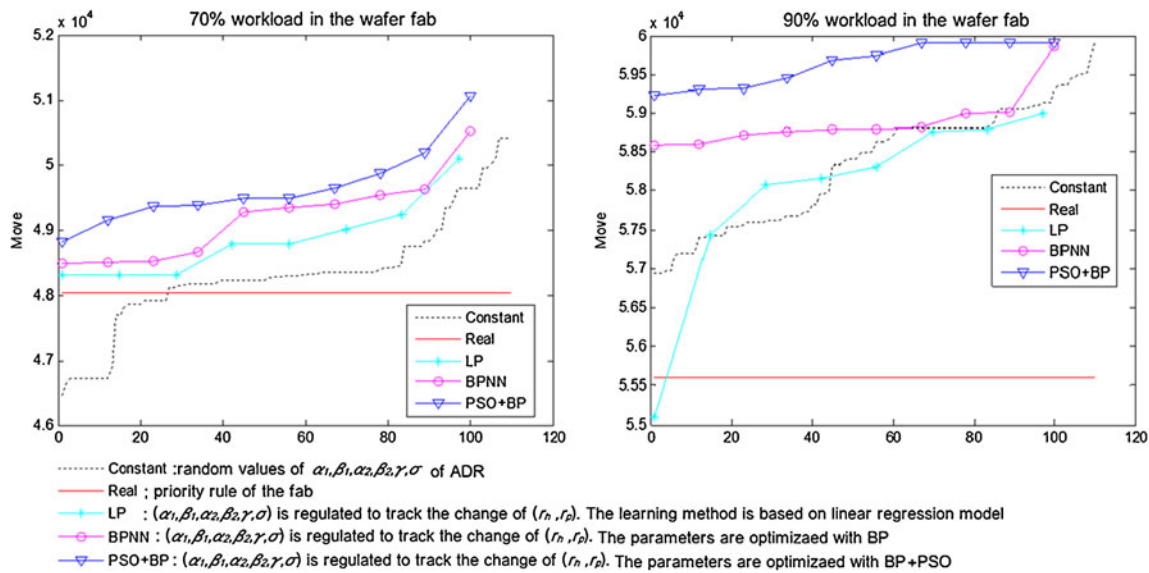 70% workload in the wafer fab
x 10⁴
5.2
5.1
5
4.9
4.8
4.7
4.6
Move
0 20 40 60 80 100 120
Constant
Real
LP
BPNN
PSO+BP
90% workload in the wafer fab
x 10⁴
6
5.95
5.9
5.85
5.8
5.75
5.7
5.65
5.6
5.55
5.5
Move
0 20 40 60 80 100 120
Constant
Real
LP
BPNN
PSO+BP
Constant :random values of α₁,β₁,α₂,β₂,γ,σ of ADR
Real : priority rule of the fab
LP : (α₁,β₁,α₂,β₂,γ,σ) is regulated to track the change of (rₕ ,rₚ). The learning method is based on linear regression model
BPNN : (α₁,β₁,α₂,β₂,γ,σ) is regulated to track the change of (rₕ ,rₚ). The parameters are optimizaed with BP
PSO+BP : (α₁,β₁,α₂,β₂,γ,σ) is regulated to track the change of (rₕ ,rₚ). The parameters are optimizaed with BP+PSO